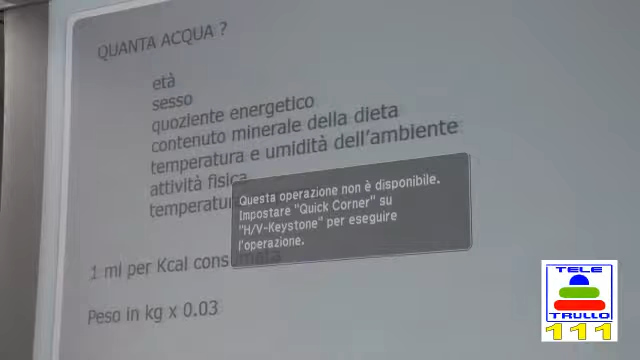 QUANTA ACQUA ?
età
sesso
quoziente energetico
contenuto minerale della dieta
temperatura e umidità dell'ambiente
attività fisica
temperatu
Questa operazione non è disponibile.
Impostare "Quick Corner" su
"H/V-Keystone" per eseguire
l'operazione.
1 ml per Kcal consumata
Peso in kg x 0.03
TELE
TRULLO
111